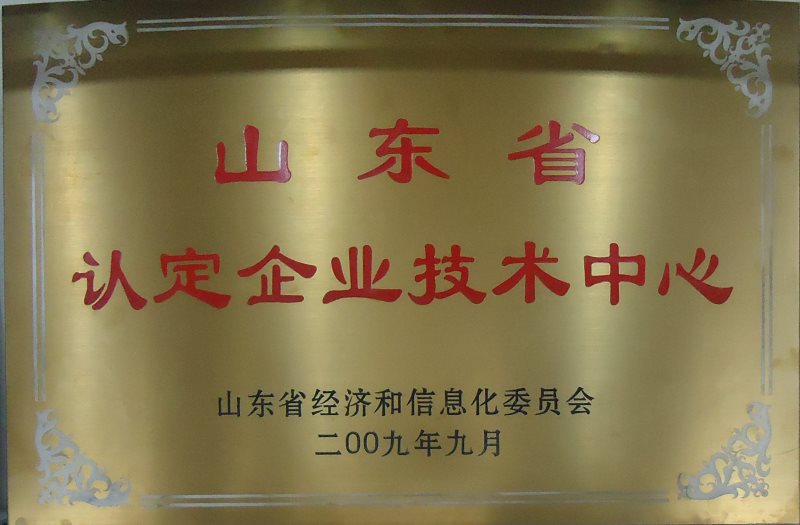 山东省
认定企业技术中心
山东省经济和信息化委员会
二00九年九月